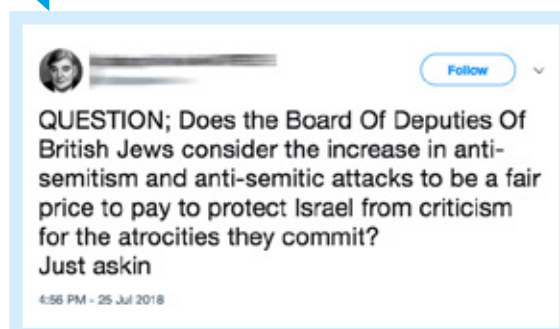 Follow
QUESTION; Does the Board Of Deputies Of
British Jews consider the increase in anti-
semitism and anti-semitic attacks to be a fair
price to pay to protect Israel from criticism
for the atrocities they commit?
Just askin
4:56 PM - 25 Jul 2018